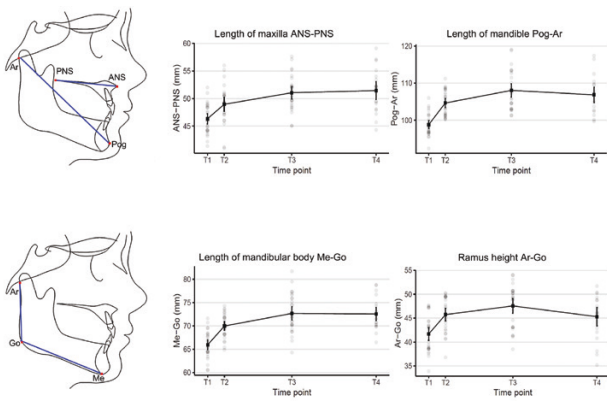 Length of maxilla ANS-PNS
Length of mandible Pog-Ar
Ar
PNS
ANS
Pog
ANS−PNS (mm)
60
55
50
45
T1 T2 T3 T4
Time point
Pog−Ar (mm)
120
110
100
T1 T2 T3 T4
Time point
Length of mandibular body Me-Go
Ramus height Ar-Go
Ar
Go
Me
Me−Go (mm)
80
75
70
65
60
T1 T2 T3 T4
Time point
Ar−Go (mm)
55
50
45
40
35
T1 T2 T3 T4
Time point